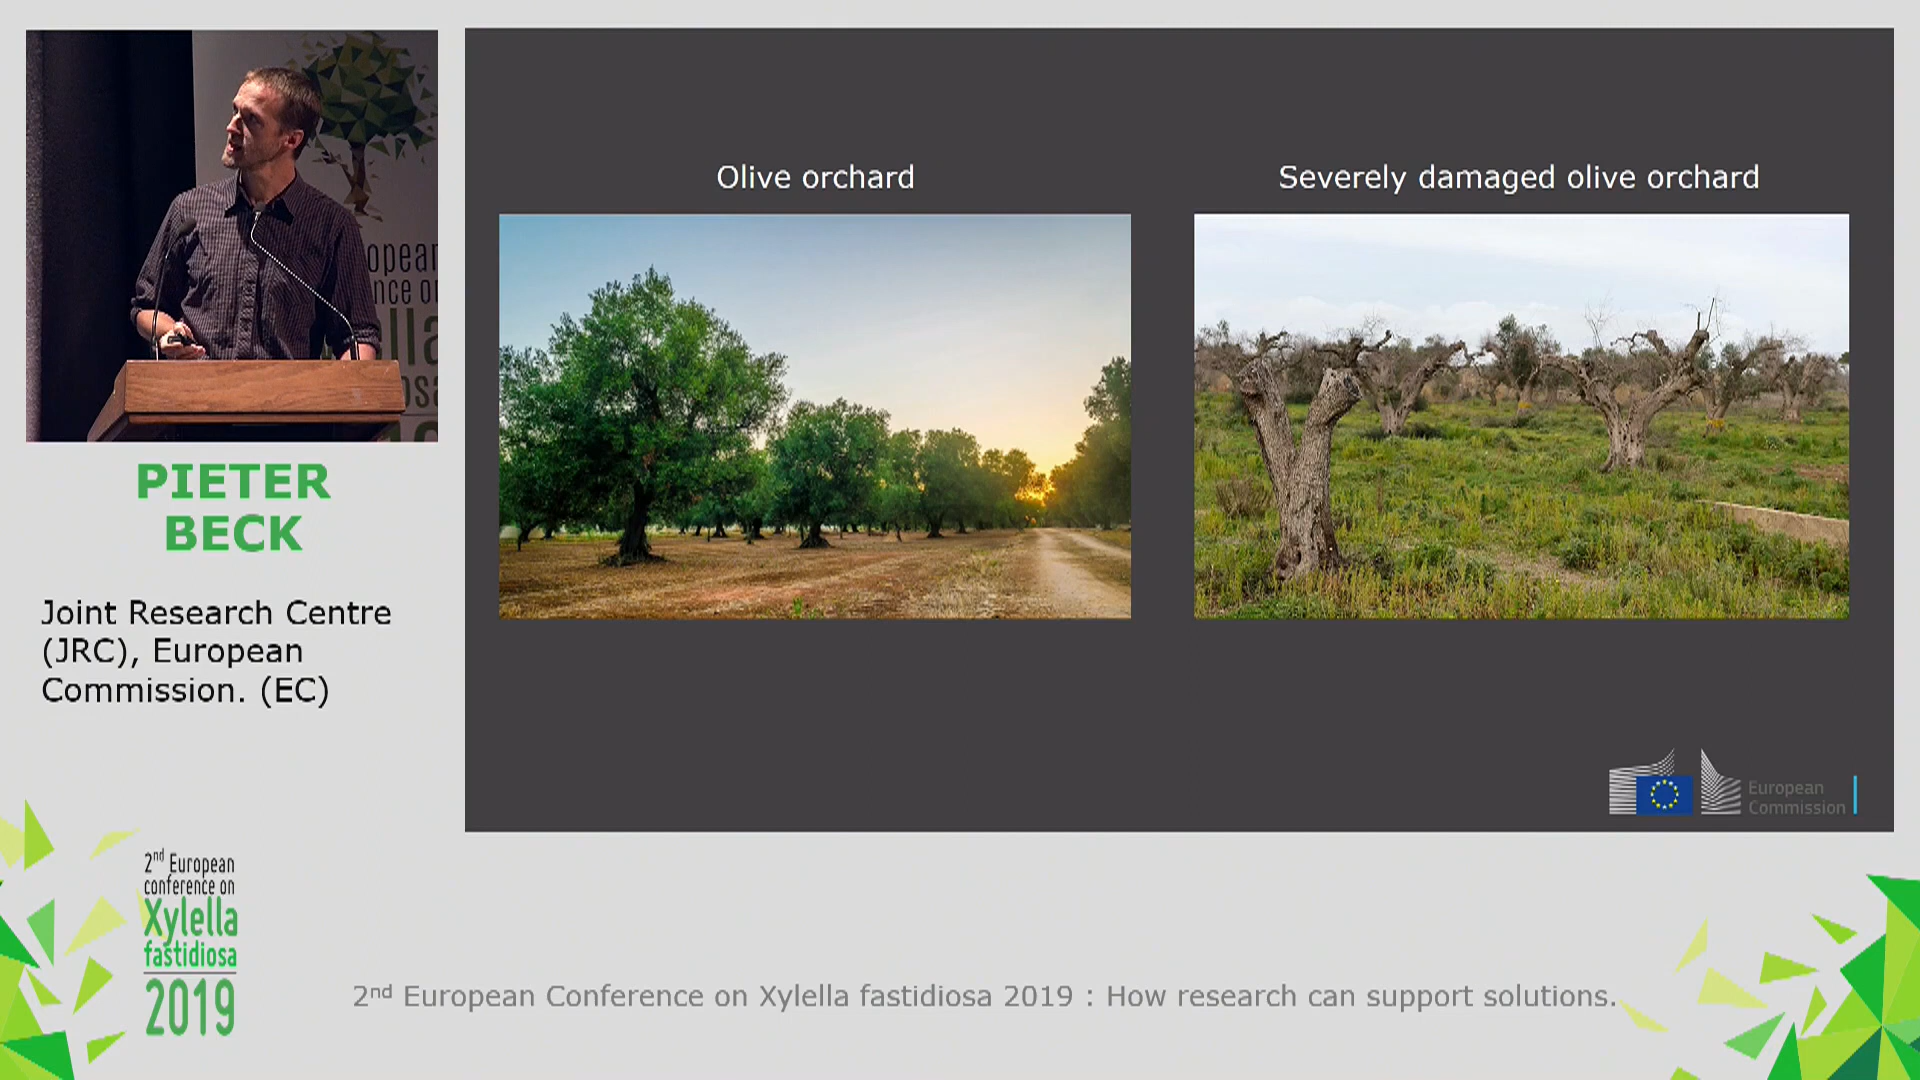 Olive orchard
Severely damaged olive orchard
PIETER
BECK
Joint Research Centre
(JRC), European
Commission. (EC)
European
Commission
2nd European
conference on
Xylella
fastidiosa
2019
2nd European Conference on Xylella fastidiosa 2019 : How research can support solutions.